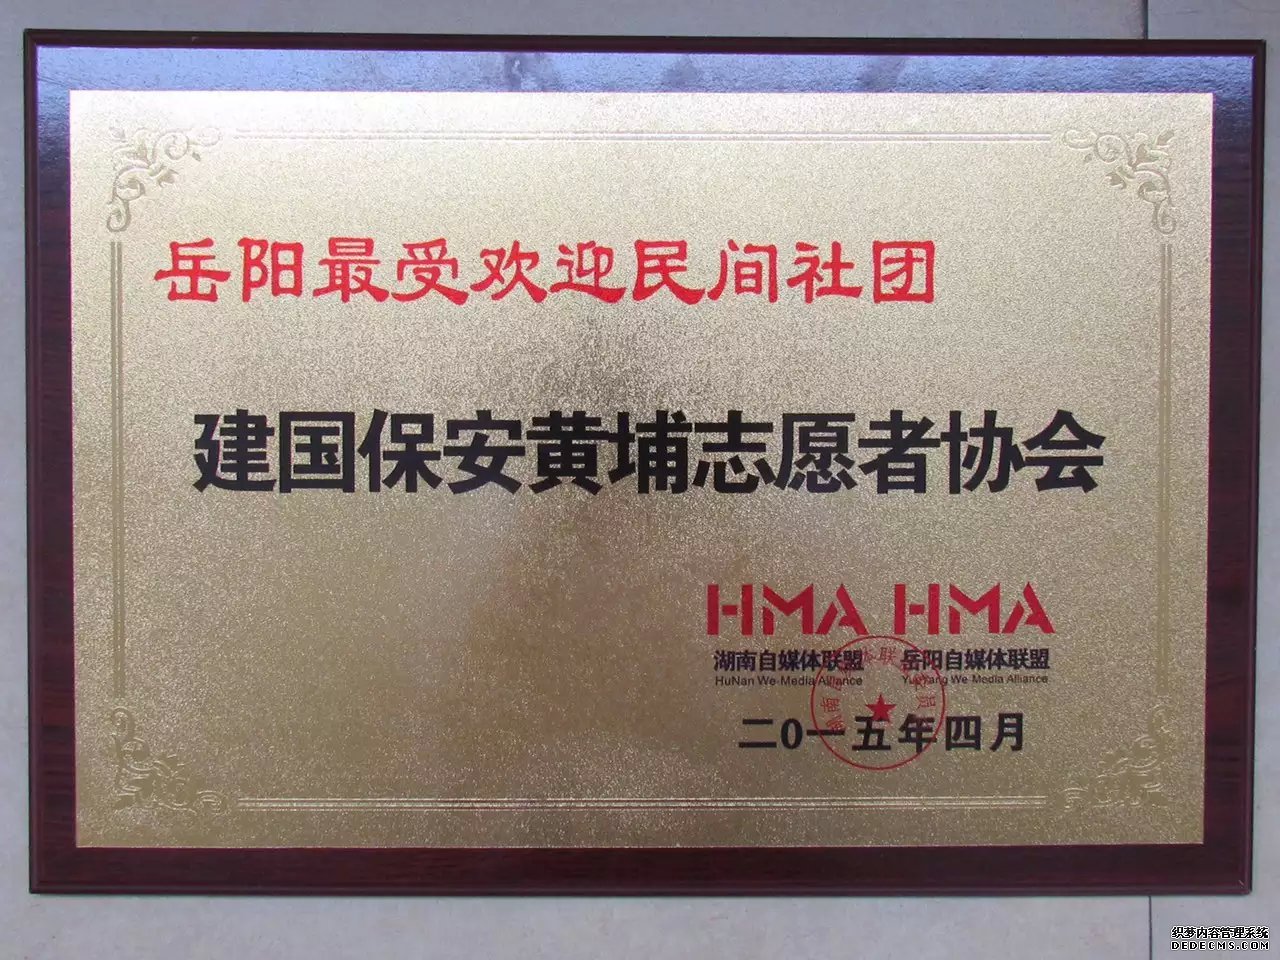 岳阳最受欢迎民间社团
建国保安黄埔志愿者协会
HMA HMA
湖南自媒体联盟 岳阳自媒体联盟
HuNan We Media Alliance YueYang We Media Alliance
二0一五年四月
织梦内容管理系统
DEDECMS.COM